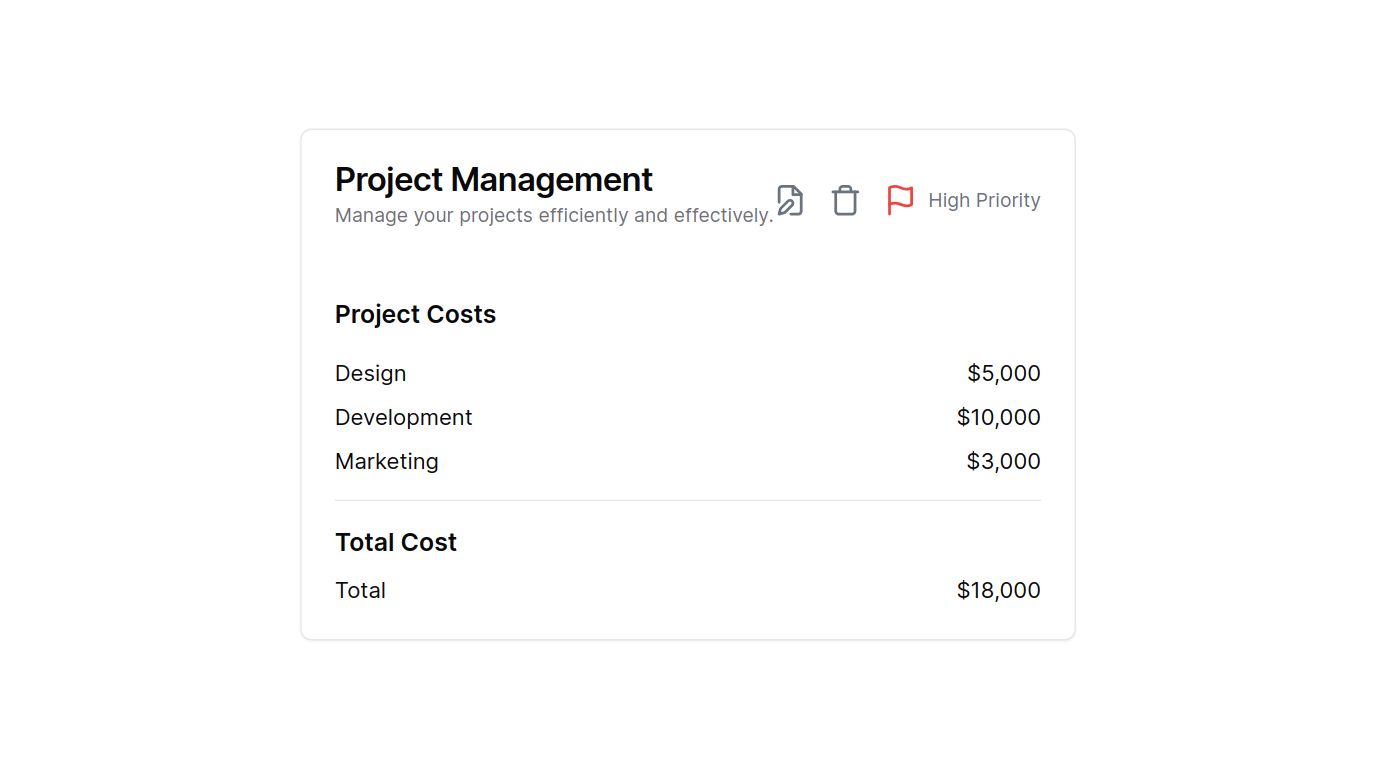 Project Management
Manage your projects efficiently and effectively.
High Priority
Project Costs
Design $5,000
Development $10,000
Marketing $3,000
Total Cost
Total $18,000